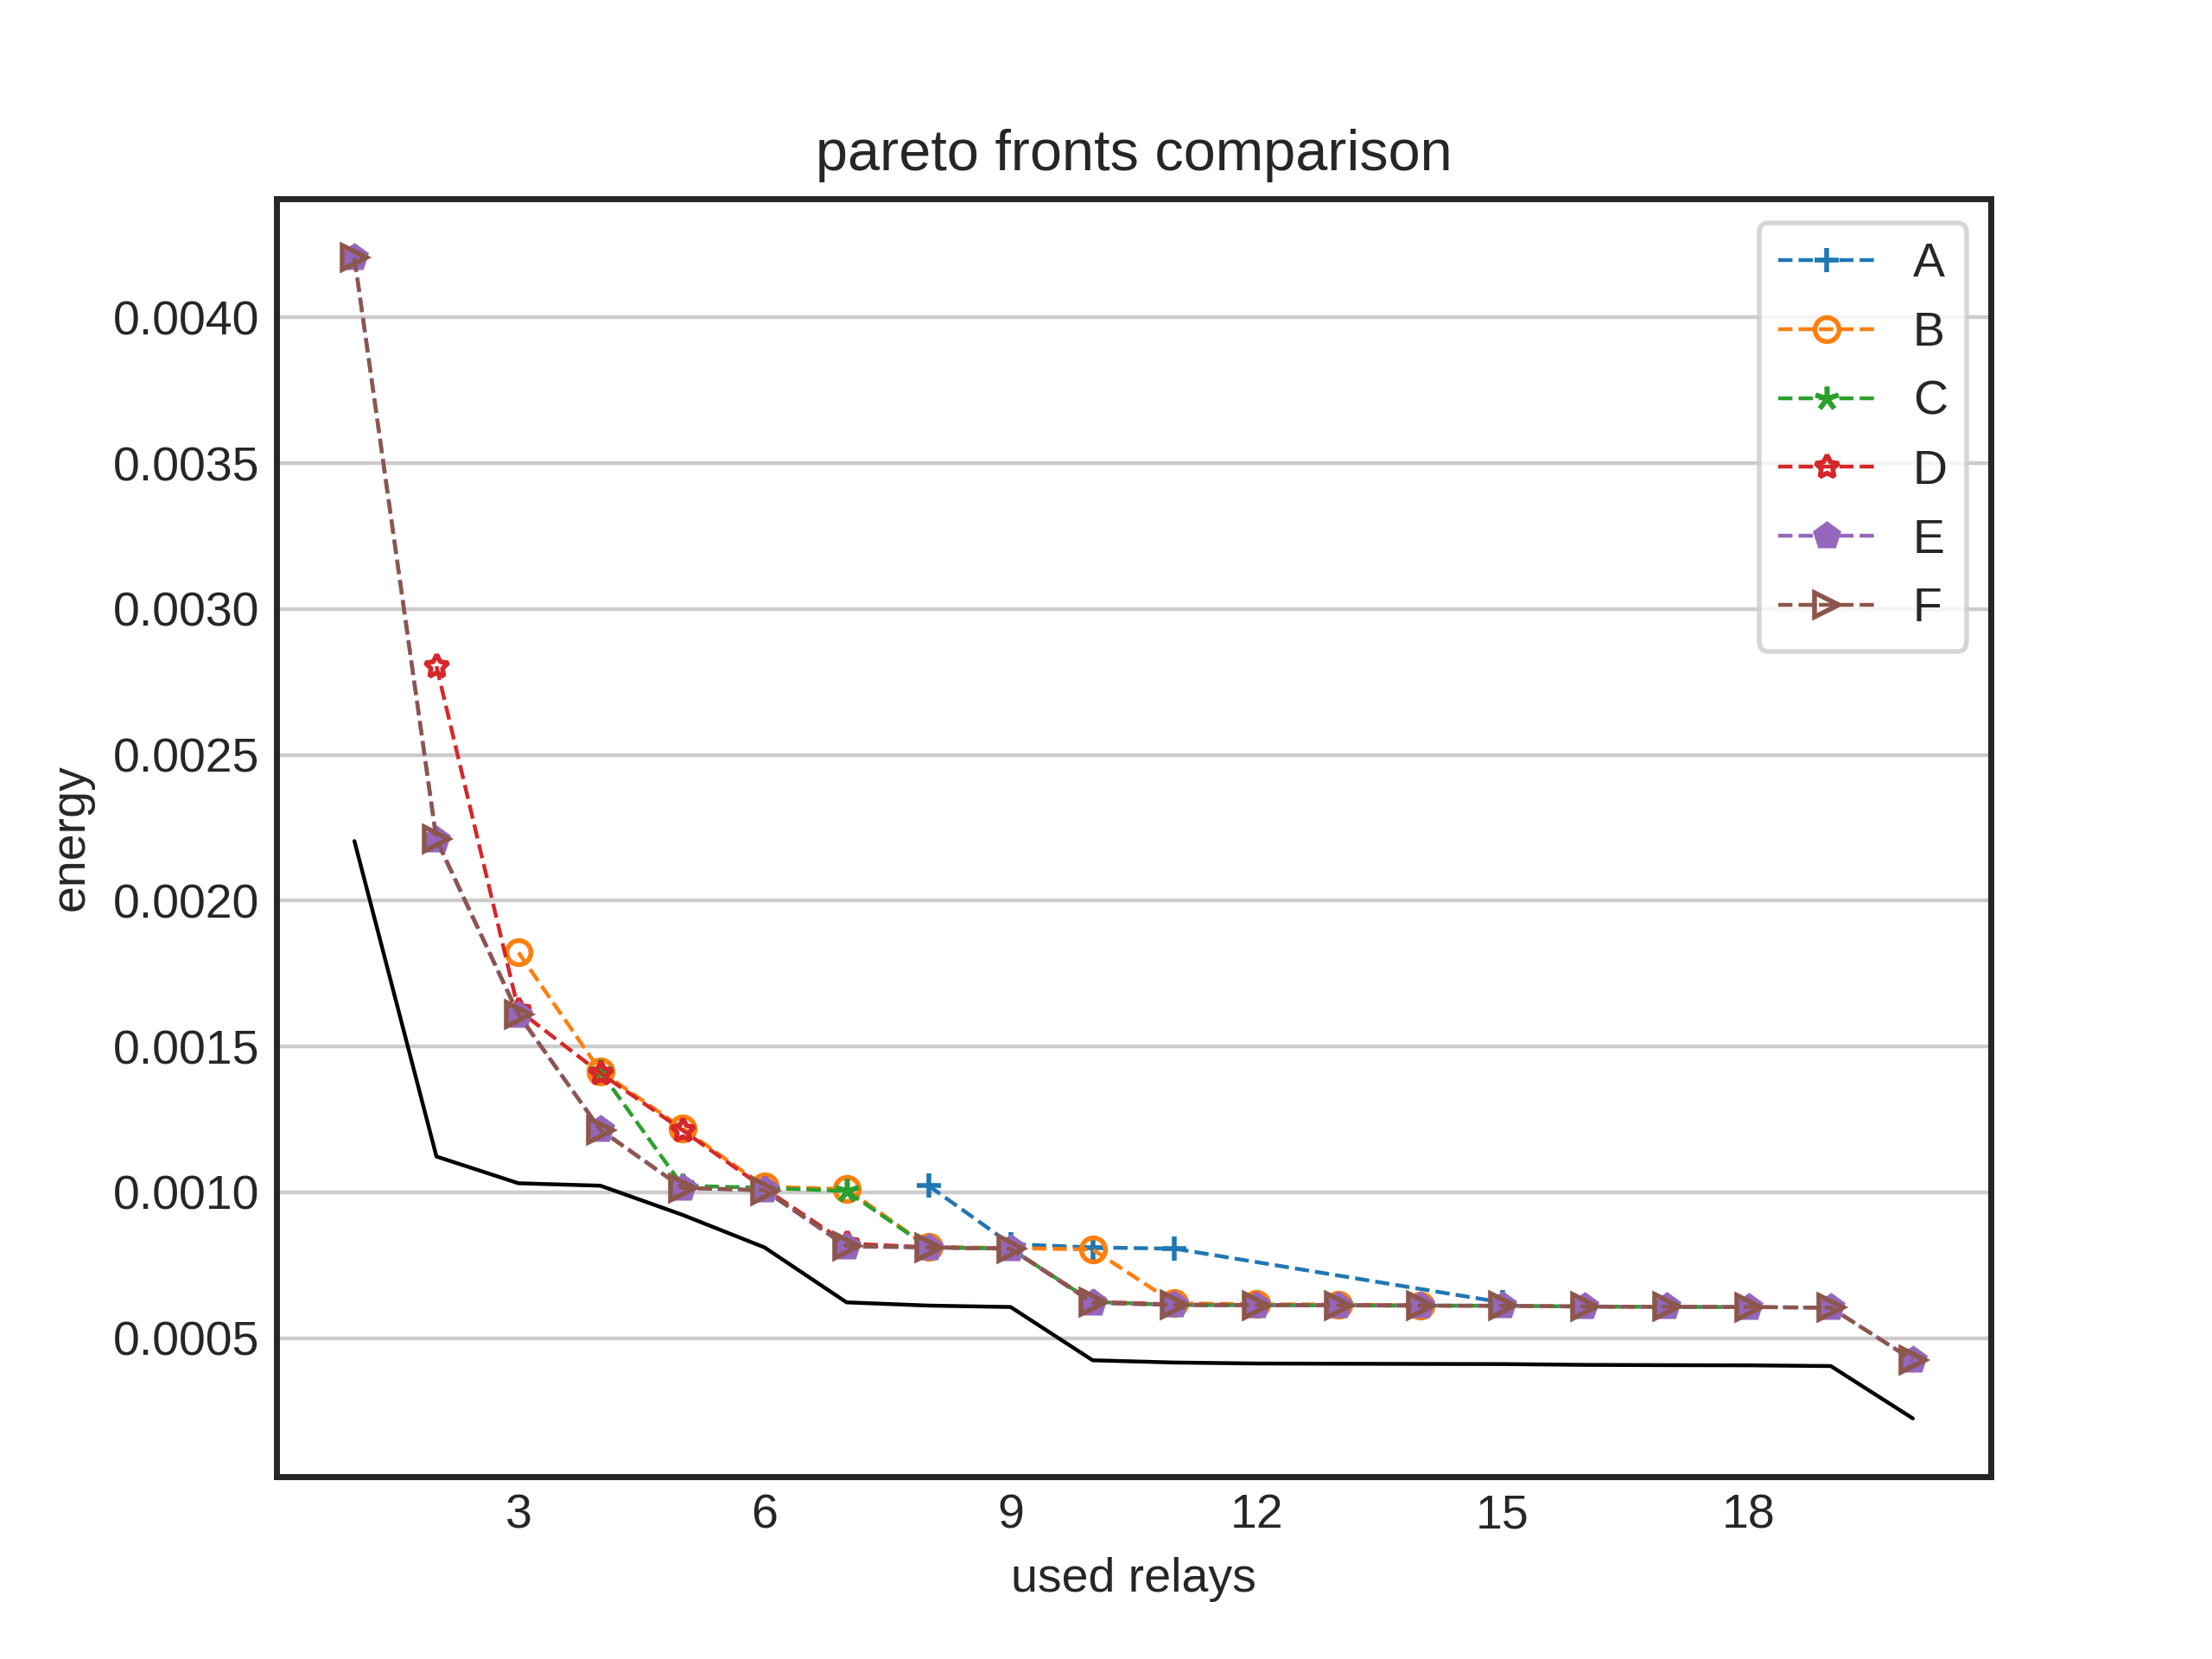 pareto fronts comparison
A
B
C
D
E
F
0.0040
0.0035
0.0030
0.0025
0.0020
0.0015
0.0010
0.0005
energy
3 6 9 12 15 18
used relays